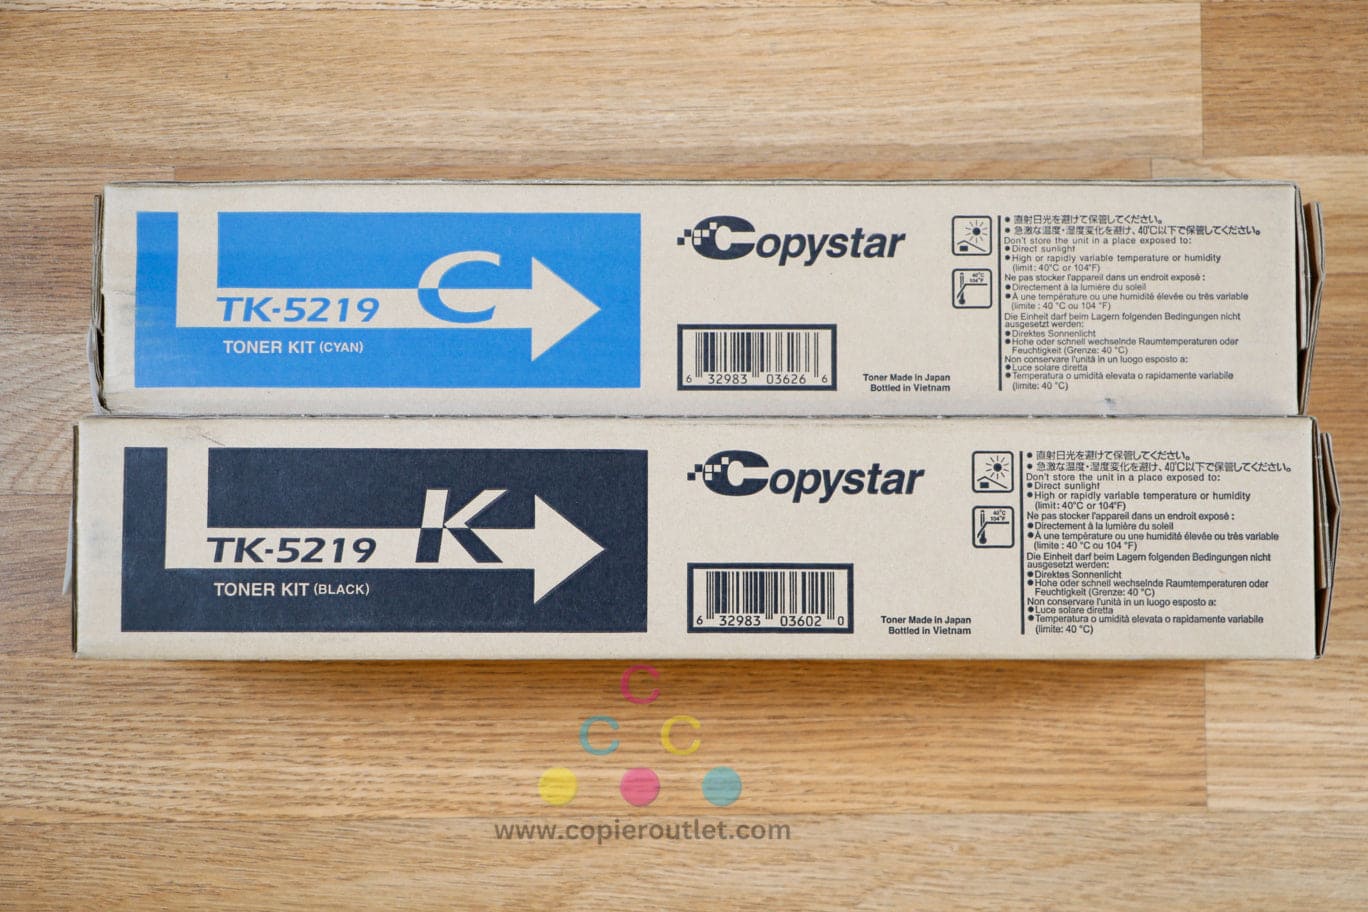 TK-5219 C
TONER KIT (CYAN)
Copystar
6 32983 03626 6
Toner Made in Japan
Bottled in Vietnam
40°C
104°F
● 直射日光を避けて保管してください。
● 急激な温度・湿度変化を避け、40℃以下で保管してください。
Don't store the unit in a place exposed to:
● Direct sunlight
● High or rapidly variable temperature or humidity
(limit: 40°C or 104°F)
Ne pas stocker l'appareil dans un endroit exposé :
● Directement à la lumière du soleil
● À une température ou une humidité élevée ou très variable
(limite : 40 °C ou 104 °F)
Die Einheit darf beim Lagern folgenden Bedingungen nicht
ausgesetzt werden:
● Direktes Sonnenlicht
● Hohe oder schnell wechselnde Raumtemperaturen oder
Feuchtigkeit (Grenze: 40 °C)
Non conservare l'unità in un luogo esposto a:
● Luce solare diretta
● Temperatura o umidità elevata o rapidamente variabile
(limite: 40 °C)
TK-5219 K
TONER KIT (BLACK)
Copystar
6 32983 03602 0
Toner Made in Japan
Bottled in Vietnam
40°C
104°F
● 直射日光を避けて保管してください。
● 急激な温度・湿度変化を避け、40℃以下で保管してください。
Don't store the unit in a place exposed to:
● Direct sunlight
● High or rapidly variable temperature or humidity
(limit: 40°C or 104°F)
Ne pas stocker l'appareil dans un endroit exposé :
● Directement à la lumière du soleil
● À une température ou une humidité élevée ou très variable
(limite : 40 °C ou 104 °F)
Die Einheit darf beim Lagern folgenden Bedingungen nicht
ausgesetzt werden:
● Direktes Sonnenlicht
● Hohe oder schnell wechselnde Raumtemperaturen oder
Feuchtigkeit (Grenze: 40 °C)
Non conservare l'unità in un luogo esposto a:
● Luce solare diretta
● Temperatura o umidità elevata o rapidamente variabile
(limite: 40 °C)
C
C C
www.copieroutlet.com